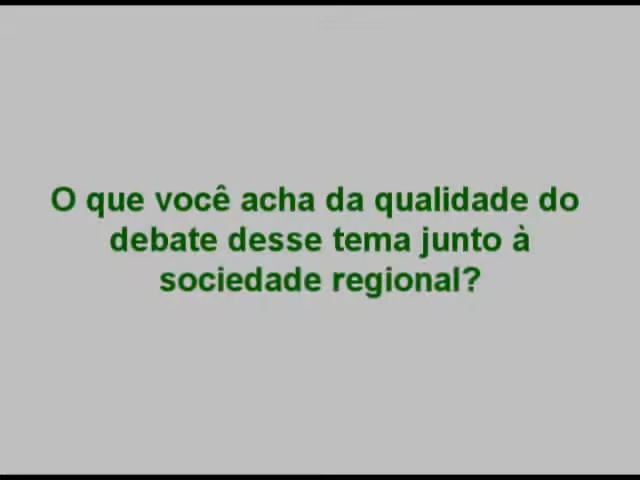 O que você acha da qualidade do
debate desse tema junto à
sociedade regional?